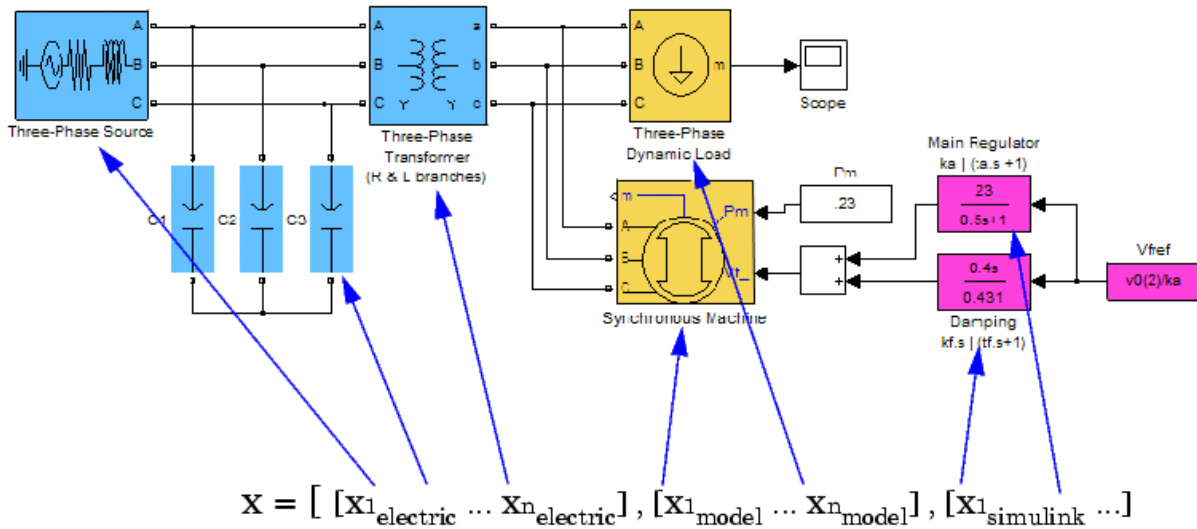 A
B
C
Three-Phase Source
A
B
C
a
b
c
Y Y
Three-Phase
Transformer
(R & L branches)
A
B
C
m
Three-Phase
Dynamic Load
Scope
C1
C2
C3
m
A
B
C
Pm
Vf_
Synchronous Machine
Pm
.23
+
+
Main Regulator
ka | (ta.s +1)
23
0.5s+1
0.4s
0.431
Damping
kf.s | (tf.s+1)
Vfref
v0(2)/ka
x = [ [x1electric ... xnelectric] , [x1model ... xnmodel] , [x1simulink ...]